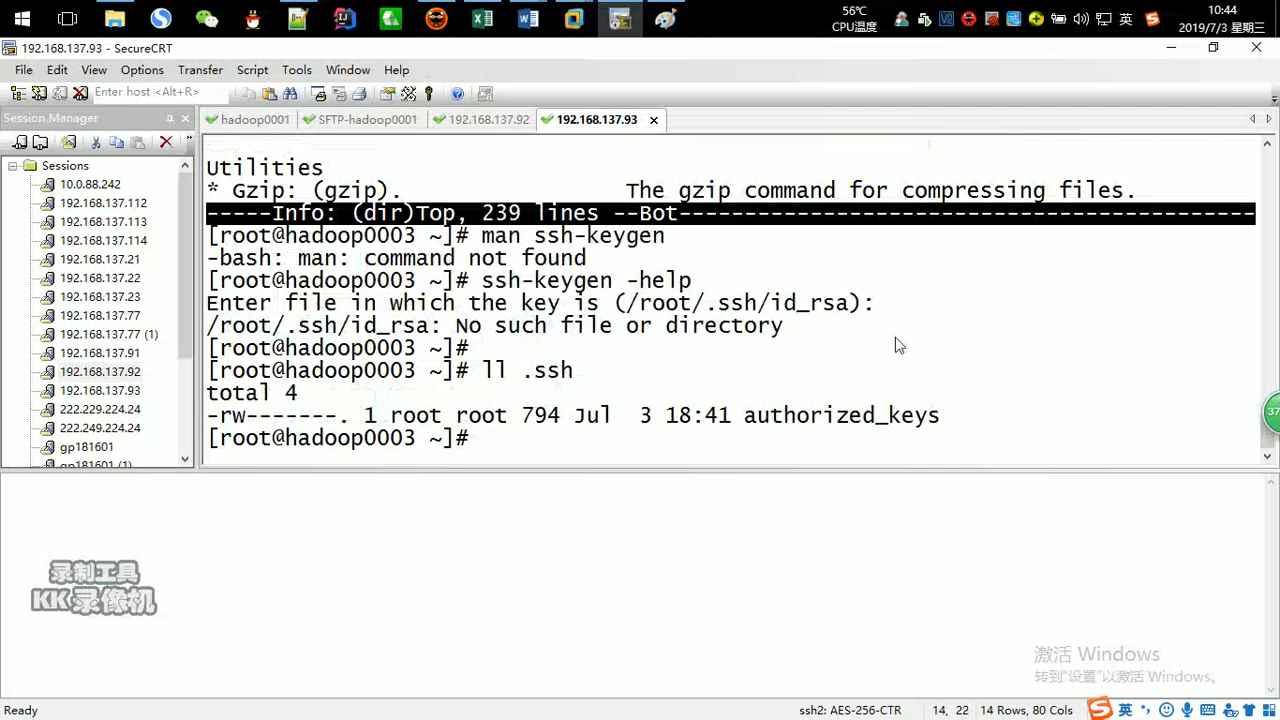 56℃
CPU温度
英
10:44
2019/7/3 星期三
192.168.137.93 - SecureCRT
File Edit View Options Transfer Script Tools Window Help
Enter host <Alt+R>
Session Manager
hadoop0001 SFTP-hadoop0001 192.168.137.92 192.168.137.93
Sessions
10.0.88.242
192.168.137.112
192.168.137.113
192.168.137.114
192.168.137.21
192.168.137.22
192.168.137.23
192.168.137.77
192.168.137.77 (1)
192.168.137.91
192.168.137.92
192.168.137.93
222.229.224.24
222.249.224.24
gp181601
gp181601 (1)
Utilities
* Gzip: (gzip). The gzip command for compressing files.
-----Info: (dir)Top, 239 lines --Bot--------------------------------------------
[root@hadoop0003 ~]# man ssh-keygen
-bash: man: command not found
[root@hadoop0003 ~]# ssh-keygen -help
Enter file in which the key is (/root/.ssh/id_rsa):
/root/.ssh/id_rsa: No such file or directory
[root@hadoop0003 ~]#
[root@hadoop0003 ~]# ll .ssh
total 4
-rw-------. 1 root root 794 Jul 3 18:41 authorized_keys
[root@hadoop0003 ~]#
37
录制工具
KK录像机
激活 Windows
转到"设置"以激活 Windows。
Ready
ssh2: AES-256-CTR 14, 22 14 Rows, 80 Cols
英